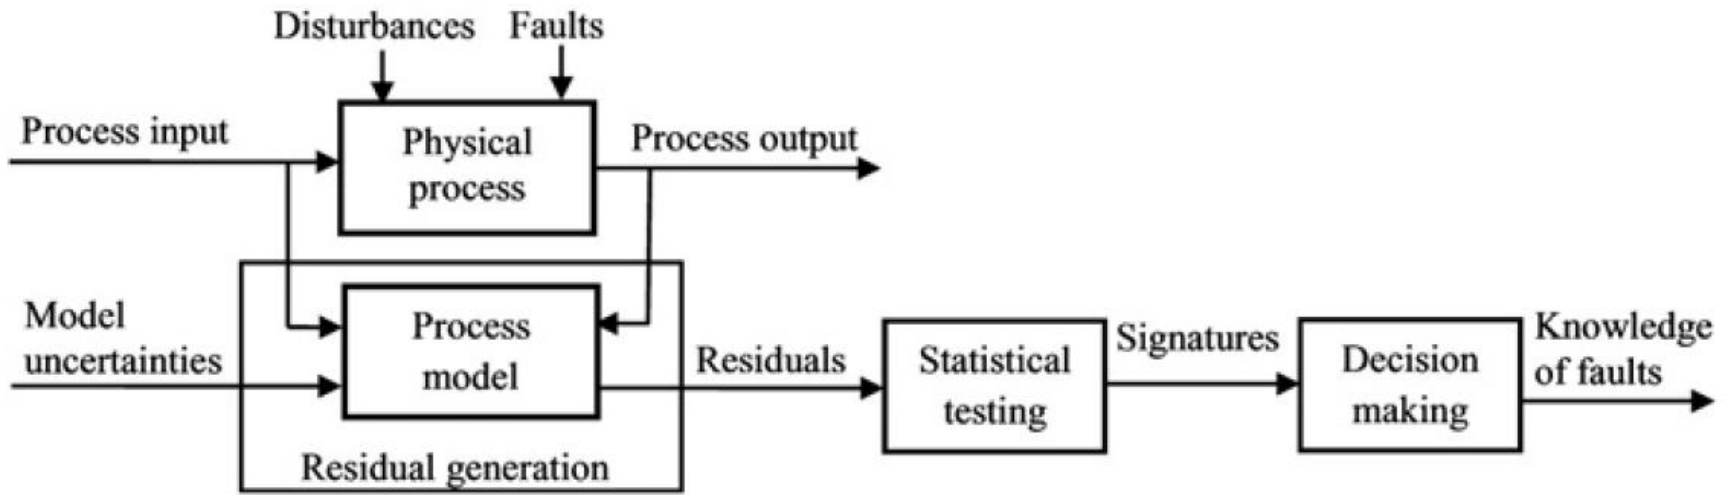 Disturbances Faults
Process input
Physical
process
Process output
Model
uncertainties
Process
model
Residual generation
Residuals
Statistical
testing
Signatures
Decision
making
Knowledge
of faults